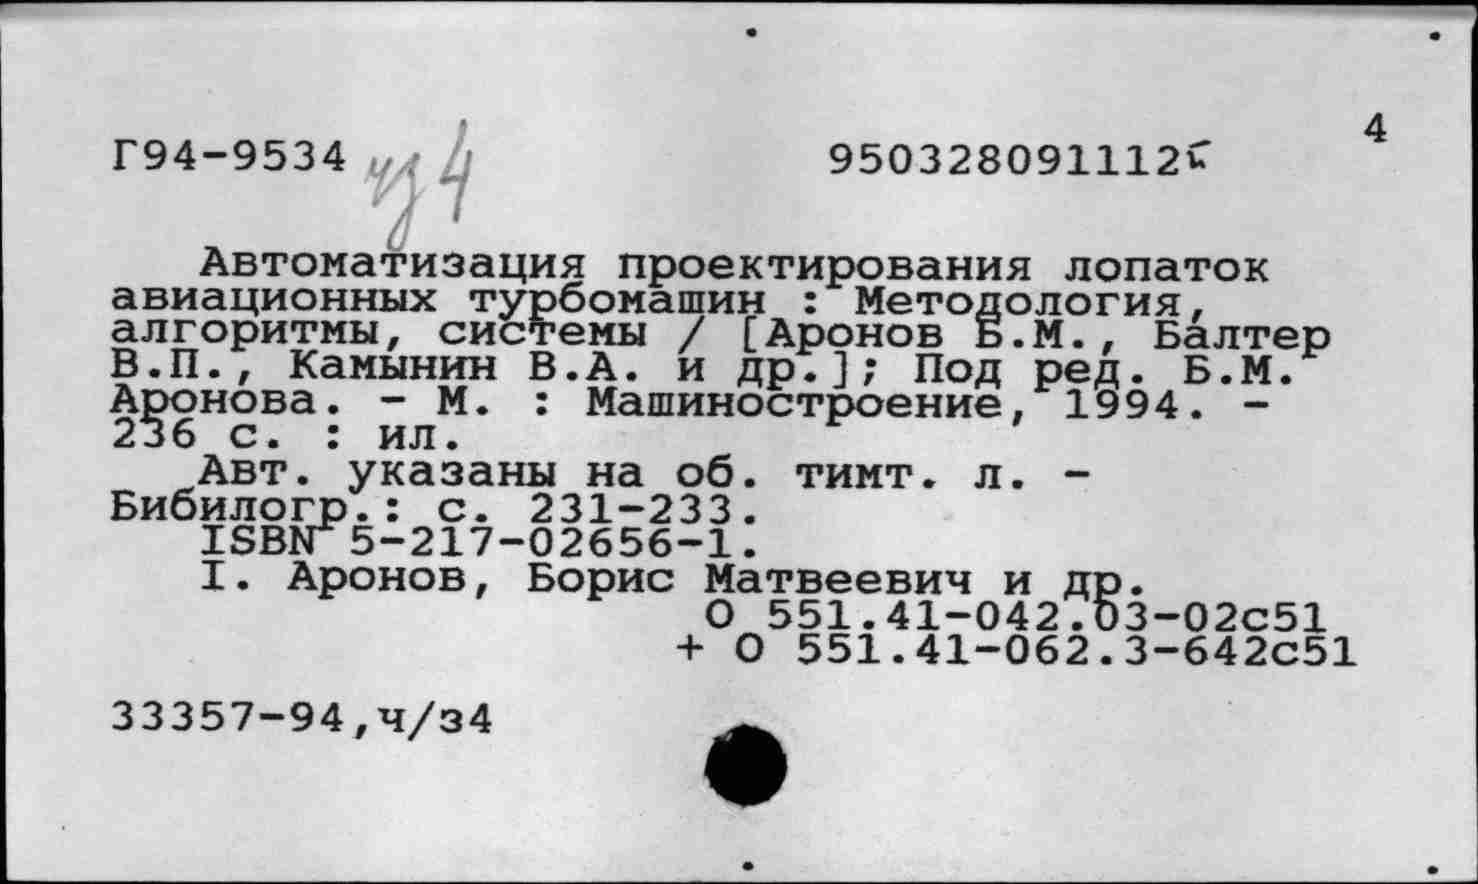 4
Г94-9534 чз4 950328091112
Автоматизация проектирования лопаток
авиационных турбомашин : Методология,
алгоритмы, системы / [Аронов Б.М., Балтер
В.П., Камынин В.А. и др.]; Под ред. Б.М.
Аронова. - М. : Машиностроение, 1994. -
236 с. : ил.
Авт. указаны на об. тимт. л. -
Бибилогр.: с. 231-233.
ISBN 5-217-02656-1.
I. Аронов, Борис Матвеевич и др.
О 551.41-042.03-02с51
+ О 551.41-062.3-642с51
33357-94,ч/з4